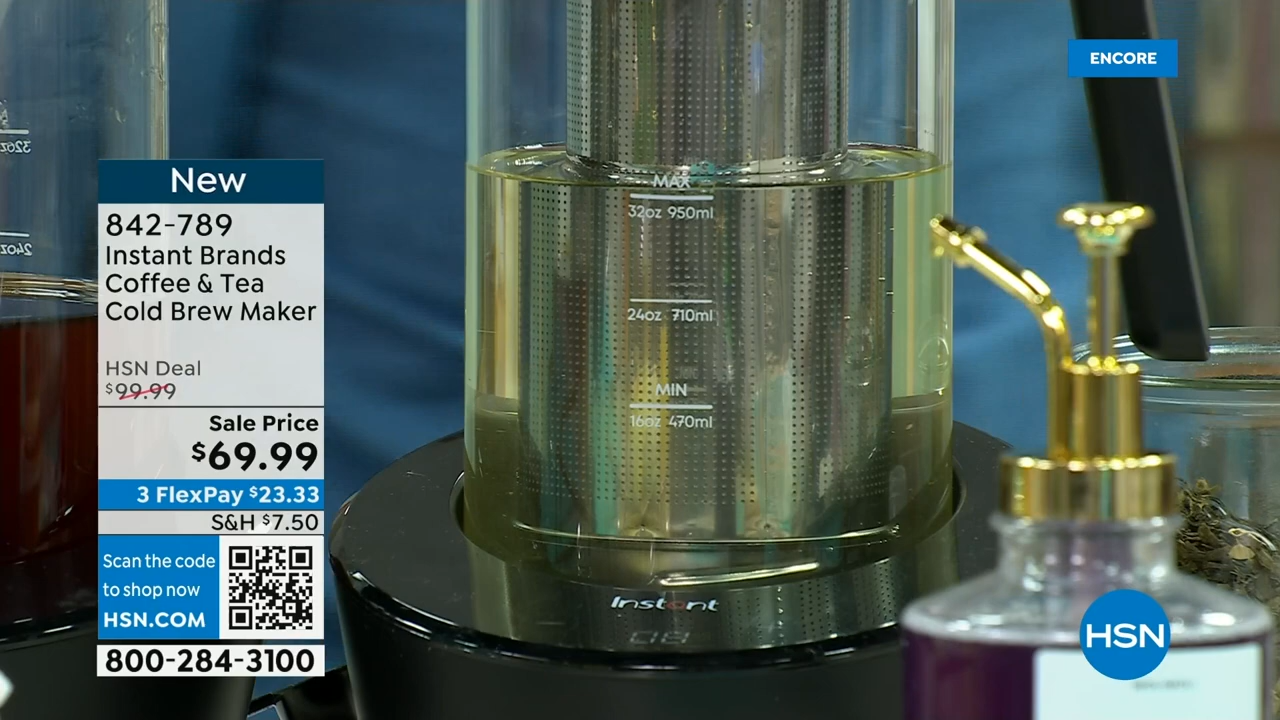 ENCORE
New
842-789
Instant Brands
Coffee & Tea
Cold Brew Maker
HSN Deal
$99.99
Sale Price
$69.99
3 FlexPay $23.33
S&H $7.50
Scan the code
to shop now
HSN.COM
800-284-3100
MAX
32oz 950ml
24oz 710ml
MIN
16oz 470ml
Instant
32oz
24oz
HSN